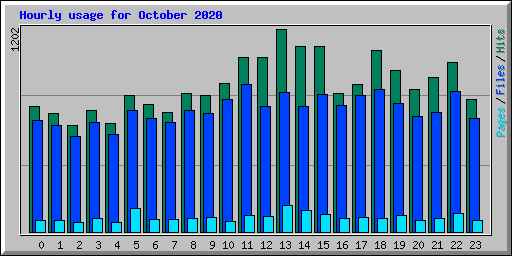 Hourly usage for October 2020
1202
Pages/Files/Hits
0 1 2 3 4 5 6 7 8 9 10 11 12 13 14 15 16 17 18 19 20 21 22 23